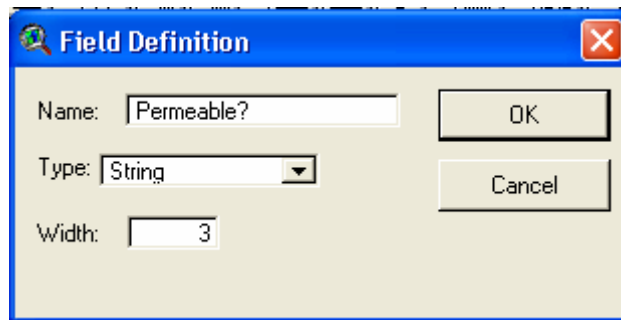 Field Definition
Name: Permeable? OK
Type: String Cancel
Width: 3